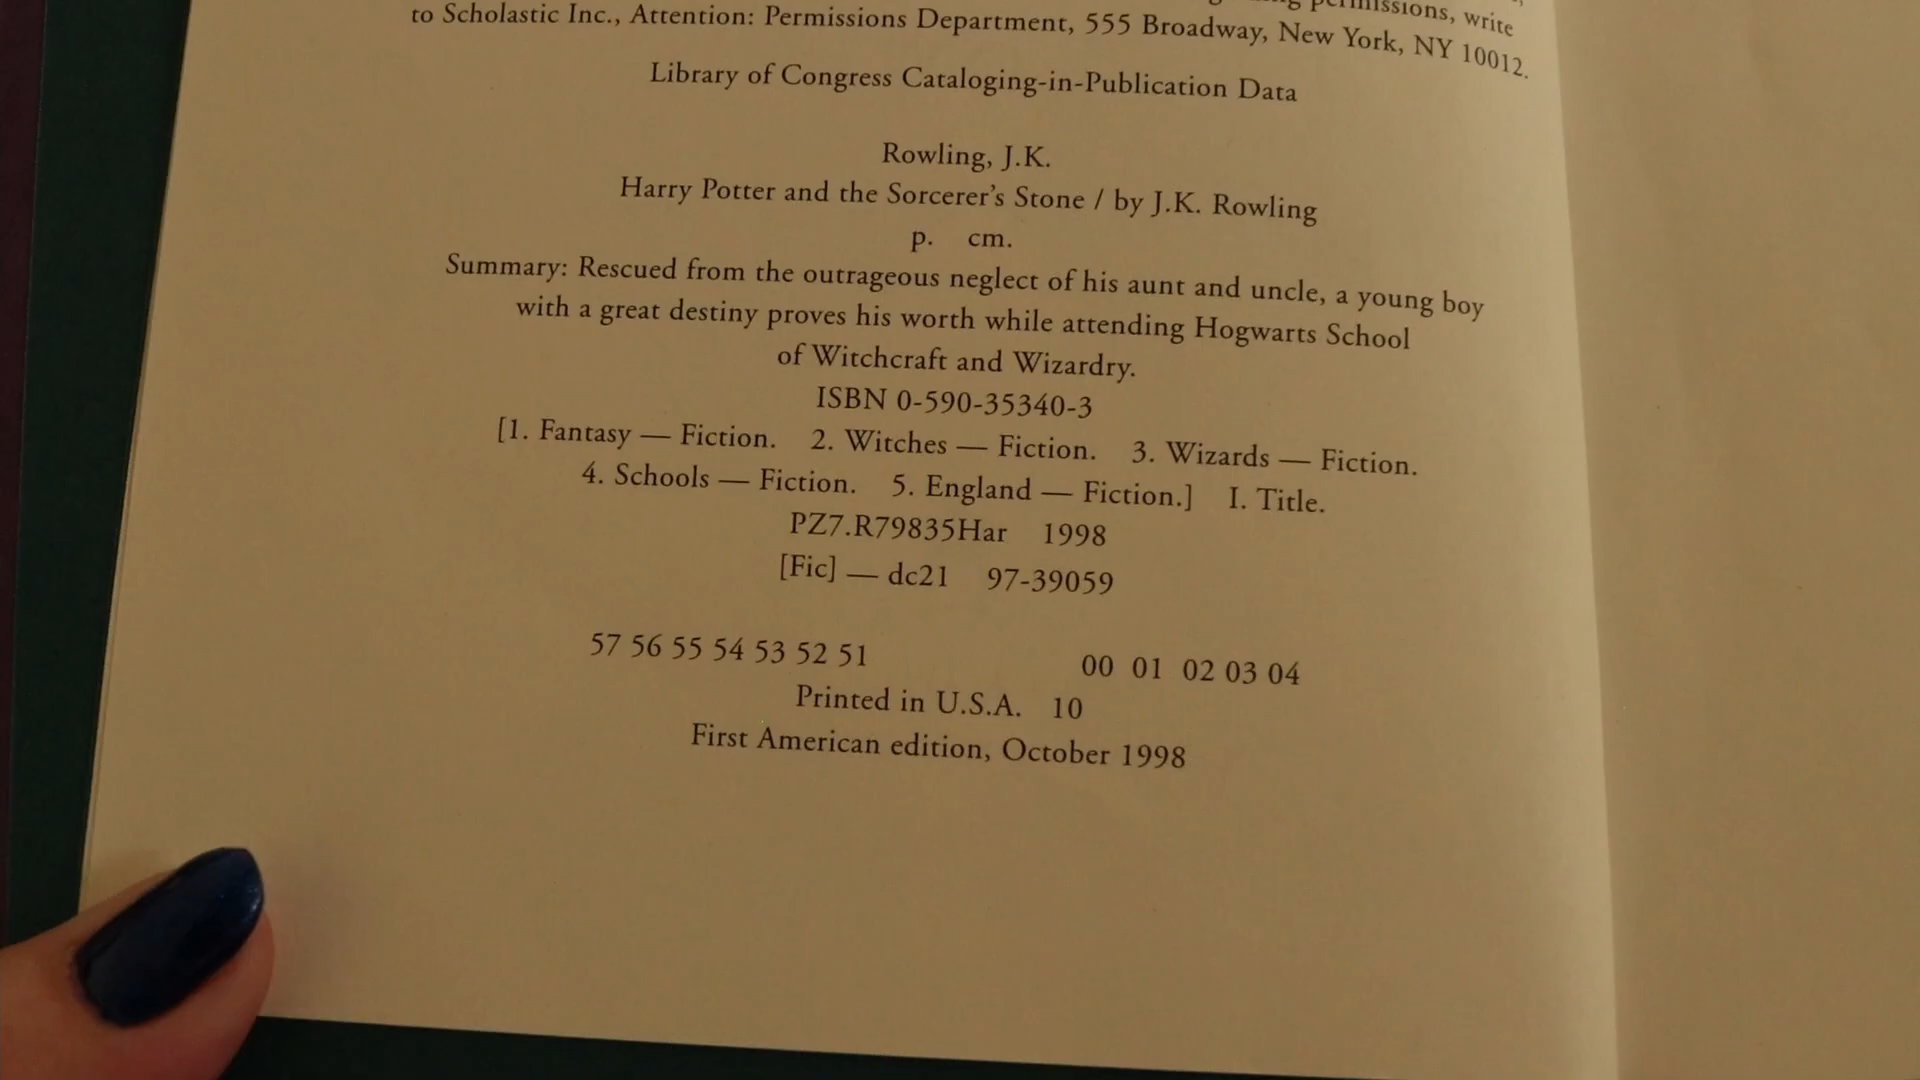 permissions, write
to Scholastic Inc., Attention: Permissions Department, 555 Broadway, New York, NY 10012.
Library of Congress Cataloging-in-Publication Data
Rowling, J.K.
Harry Potter and the Sorcerer's Stone / by J.K. Rowling
p. cm.
Summary: Rescued from the outrageous neglect of his aunt and uncle, a young boy
with a great destiny proves his worth while attending Hogwarts School
of Witchcraft and Wizardry.
ISBN 0-590-35340-3
[1. Fantasy — Fiction. 2. Witches — Fiction. 3. Wizards — Fiction.
4. Schools — Fiction. 5. England — Fiction.] I. Title.
PZ7.R79835Har 1998
[Fic] — dc21 97-39059
57 56 55 54 53 52 51 00 01 02 03 04
Printed in U.S.A. 10
First American edition, October 1998